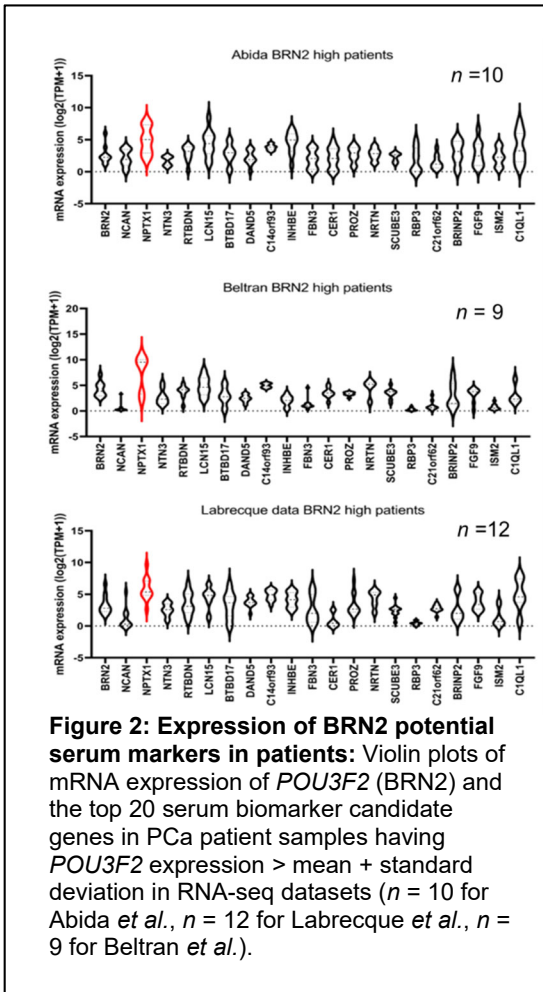 Abida BRN2 high patients
n =10
mRNA expression (log2(TPM+1))
15
10
5
0
-5
BRN2 NCAN NPTX1 NTN3 RTBDN LCN15 BTBD17 DAND5 C14orf93 INHBE FBN3 CER1 PROZ NRTN SCUBE3 RBP3 C21orf62 BRINP2 FGF9 ISM2 C1QL1
Beltran BRN2 high patients
n = 9
mRNA expression (log2(TPM+1))
20
15
10
5
0
-5
BRN2 NCAN NPTX1 NTN3 RTBDN LCN15 BTBD17 DAND5 C14orf93 INHBE FBN3 CER1 PROZ NRTN SCUBE3 RBP3 C21orf62 BRINP2 FGF9 ISM2 C1QL1
Labrecque data BRN2 high patients
n =12
mRNA expression (log2(TPM+1))
15
10
5
0
-5
BRN2 NCAN NPTX1 NTN3 RTBDN LCN15 BTBD17 DAND5 C14orf93 INHBE FBN3 CER1 PROZ NRTN SCUBE3 RBP3 C21orf62 BRINP2 FGF9 ISM2 C1QL1
Figure 2: Expression of BRN2 potential
serum markers in patients: Violin plots of
mRNA expression of POU3F2 (BRN2) and
the top 20 serum biomarker candidate
genes in PCa patient samples having
POU3F2 expression > mean + standard
deviation in RNA-seq datasets (n = 10 for
Abida et al., n = 12 for Labrecque et al., n =
9 for Beltran et al.).